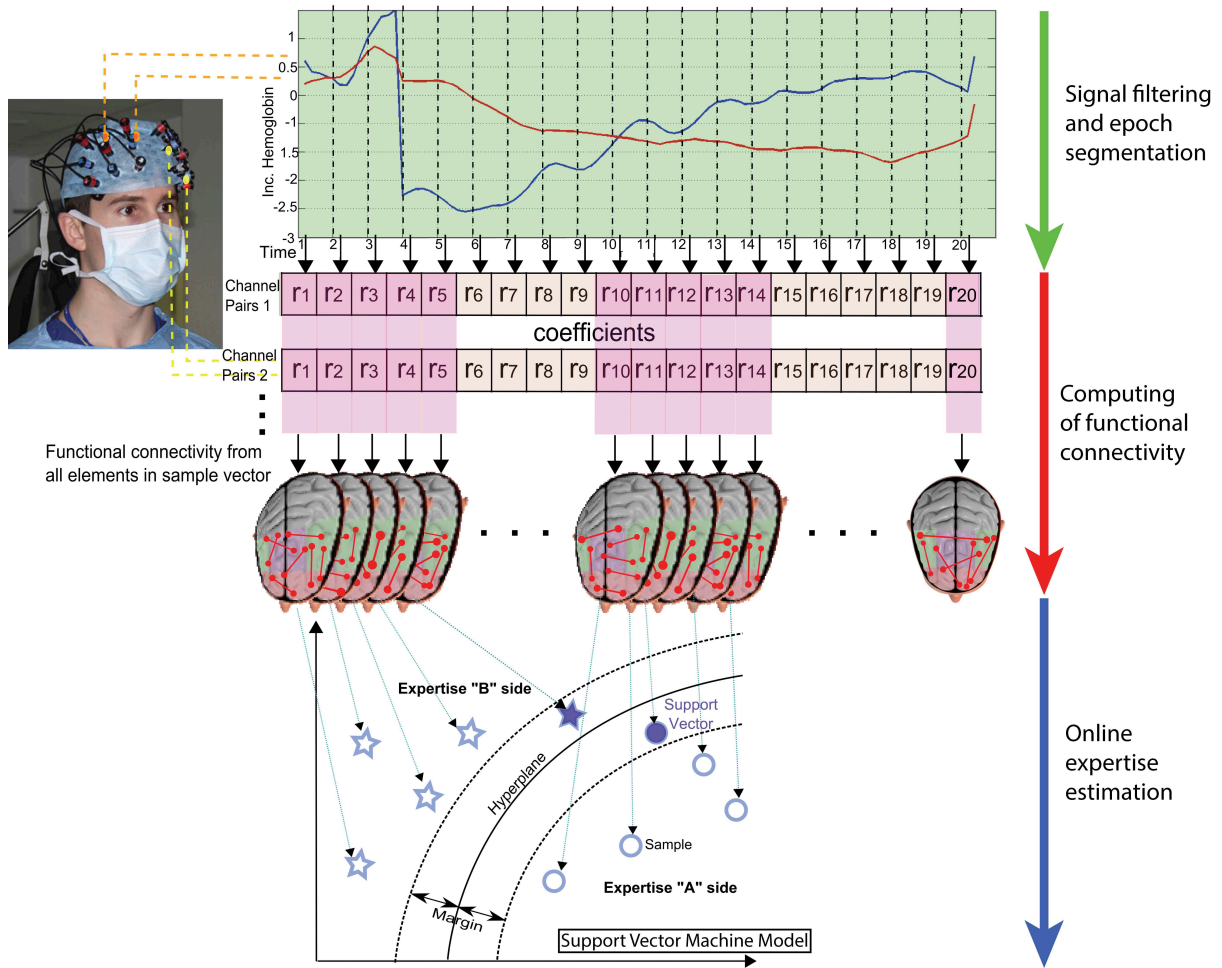 1
0.5
0
-1
1.5
-2
-2.5
-3
Inc. Hemoglobin
Time
1 2 3 4 5 6 7 8 9 10 11 12 13 14 15 16 17 18 19 20
Signal filtering
and epoch
segmentation
Channel
Pairs 1
r1 r2 r3 r4 r5 r6 r7 r8 r9 r10 r11 r12 r13 r14 r15 r16 r17 r18 r19 r20
coefficients
Channel
Pairs 2
r1 r2 r3 r4 r5 r6 r7 r8 r9 r10 r11 r12 r13 r14 r15 r16 r17 r18 r19 r20
Computing
of functional
connectivity
Functional connectivity from
all elements in sample vector
Expertise "B" side
Support
Vector
Hyperplane
Sample
Expertise "A" side
Margin
Support Vector Machine Model
Online
expertise
estimation